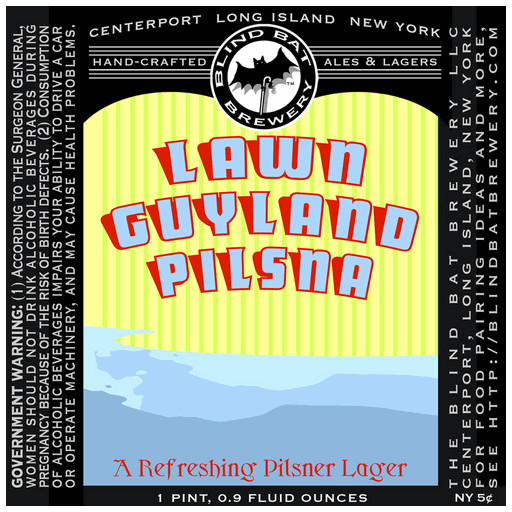 CENTERPORT LONG ISLAND NEW YORK
HAND-CRAFTED ALES & LAGERS
BLIND BAT
BREWERY
TM
LAWN
GUYLAND
PILSNA
A Refreshing Pilsner Lager
1 PINT, 0.9 FLUID OUNCES
GOVERNMENT WARNING: (1) ACCORDING TO THE SURGEON GENERAL,
WOMEN SHOULD NOT DRINK ALCOHOLIC BEVERAGES DURING
PREGNANCY BECAUSE OF THE RISK OF BIRTH DEFECTS. (2) CONSUMPTION
OF ALCOHOLIC BEVERAGES IMPAIRS YOUR ABILITY TO DRIVE A CAR
OR OPERATE MACHINERY, AND MAY CAUSE HEALTH PROBLEMS.
THE BLIND BAT BREWERY LLC
CENTERPORT, LONG ISLAND, NEW YORK
FOR FOOD PAIRING IDEAS AND MORE,
SEE HTTP://BLINDBATBREWERY.COM
NY 5¢